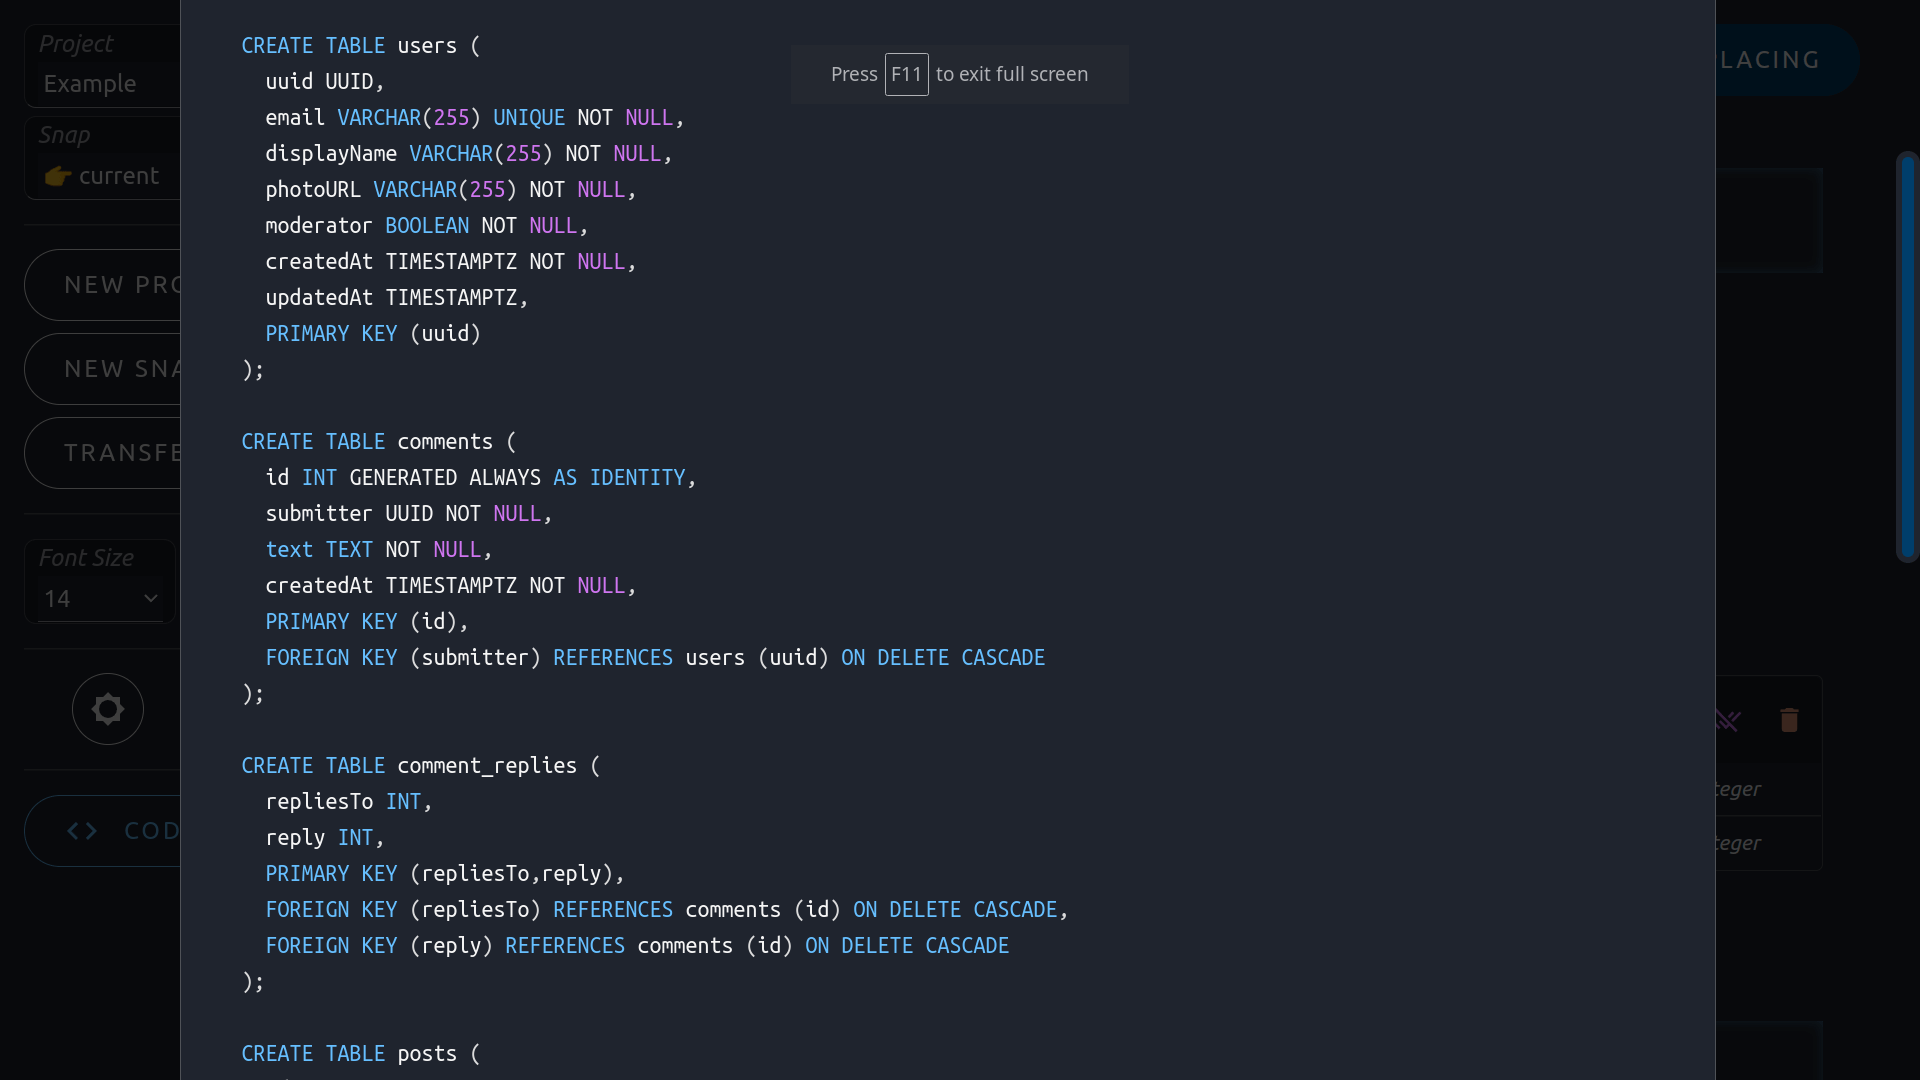 Project
Example
Snap
👉 current
NEW PRO
NEW SNA
TRANSFE
Font Size
14
<> COD
CREATE TABLE users (
  uuid UUID,
  email VARCHAR(255) UNIQUE NOT NULL,
  displayName VARCHAR(255) NOT NULL,
  photoURL VARCHAR(255) NOT NULL,
  moderator BOOLEAN NOT NULL,
  createdAt TIMESTAMPTZ NOT NULL,
  updatedAt TIMESTAMPTZ,
  PRIMARY KEY (uuid)
);
CREATE TABLE comments (
  id INT GENERATED ALWAYS AS IDENTITY,
  submitter UUID NOT NULL,
  text TEXT NOT NULL,
  createdAt TIMESTAMPTZ NOT NULL,
  PRIMARY KEY (id),
  FOREIGN KEY (submitter) REFERENCES users (uuid) ON DELETE CASCADE
);
CREATE TABLE comment_replies (
  repliesTo INT,
  reply INT,
  PRIMARY KEY (repliesTo,reply),
  FOREIGN KEY (repliesTo) REFERENCES comments (id) ON DELETE CASCADE,
  FOREIGN KEY (reply) REFERENCES comments (id) ON DELETE CASCADE
);
CREATE TABLE posts (
Press F11 to exit full screen
LACING
teger
teger